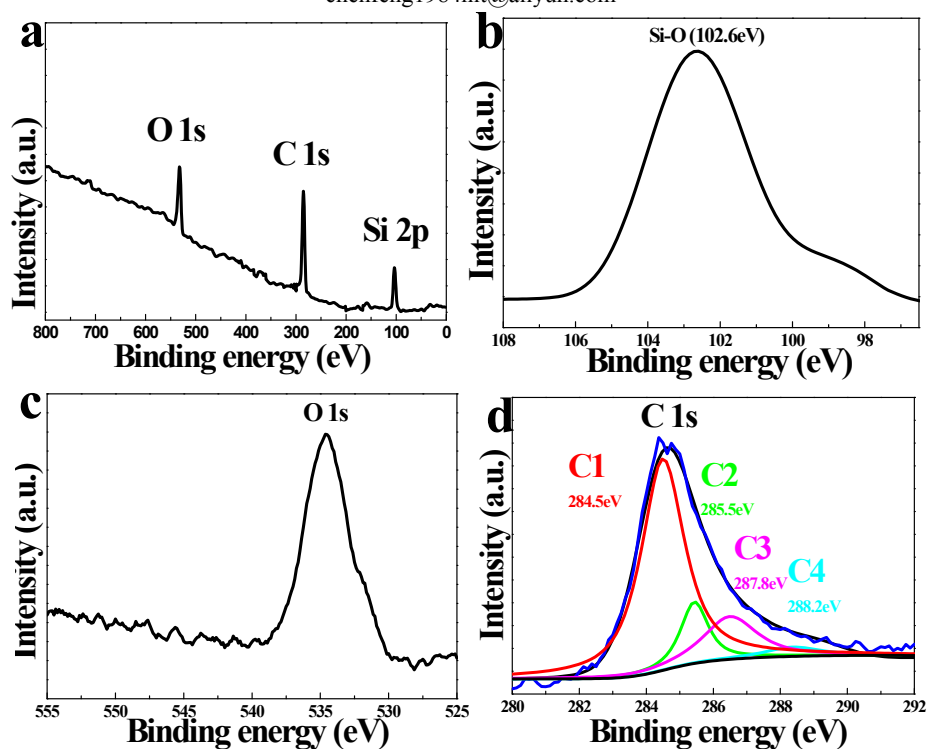 a
O 1s
C 1s
Si 2p
Intensity (a.u.)
800 700 600 500 400 300 200 100 0
Binding energy (eV)
b
Si-O (102.6eV)
Intensity (a.u.)
108 106 104 102 100 98
Binding energy (eV)
c
O 1s
Intensity (a.u.)
555 550 545 540 535 530 525
Binding energy (eV)
d
C 1s
C1
284.5eV
C2
285.5eV
C3
287.8eV
C4
288.2eV
Intensity (a.u.)
280 282 284 286 288 290 292
Binding energy (eV)